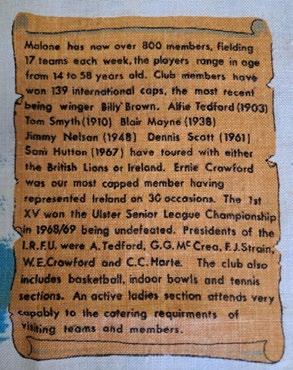 Malone has now over 800 members, fielding
17 teams each week, the players range in age
from 14 to 58 years old. Club members have
won 139 international caps, the most recent
being winger Billy Brown. Alfie Tedford (1903)
Tom Smyth (1910) Blair Mayne (1938)
Jimmy Nelson (1948) Dennis Scott (1961)
Sam Hutton (1967) have toured with either
the British Lions or Ireland. Ernie Crawford
was our most capped member having
represented Ireland on 30 occasions. The 1st
XV won the Ulster Senior League Championship
in 1968/69 being undefeated. Presidents of the
I.R.F.U. were A. Tedford, G.G. McCrea, F.J. Strain,
W.E. Crawford and C.C. Harte. The club also
includes basketball, indoor bowls and tennis
sections. An active ladies section attends very
capably to the catering requirments of
visiting teams and members.